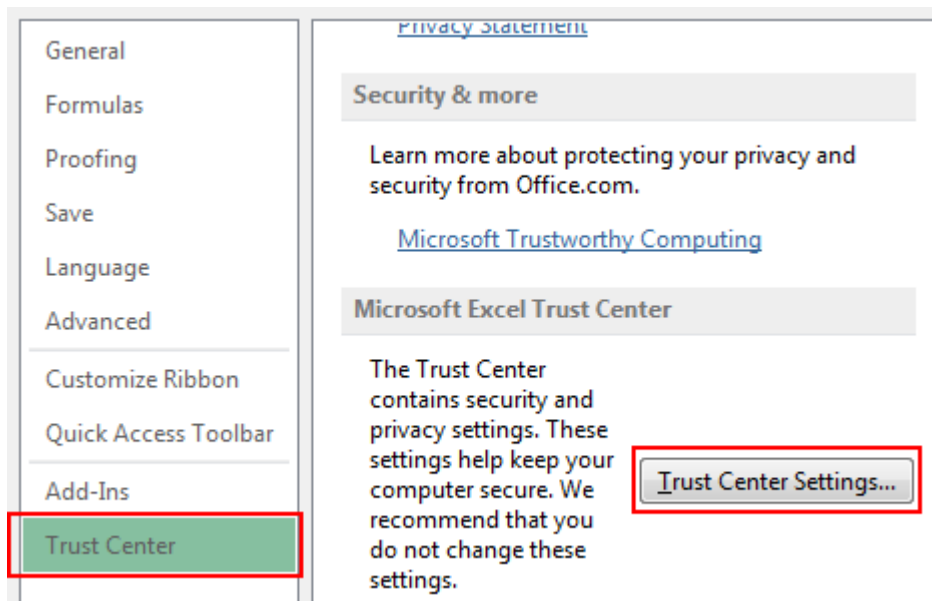 General
Formulas
Proofing
Save
Language
Advanced
Customize Ribbon
Quick Access Toolbar
Add-Ins
Trust Center
Privacy Statement
Security & more
Learn more about protecting your privacy and
security from Office.com.
Microsoft Trustworthy Computing
Microsoft Excel Trust Center
The Trust Center
contains security and
privacy settings. These
settings help keep your
computer secure. We
recommend that you
do not change these
settings.
Trust Center Settings...